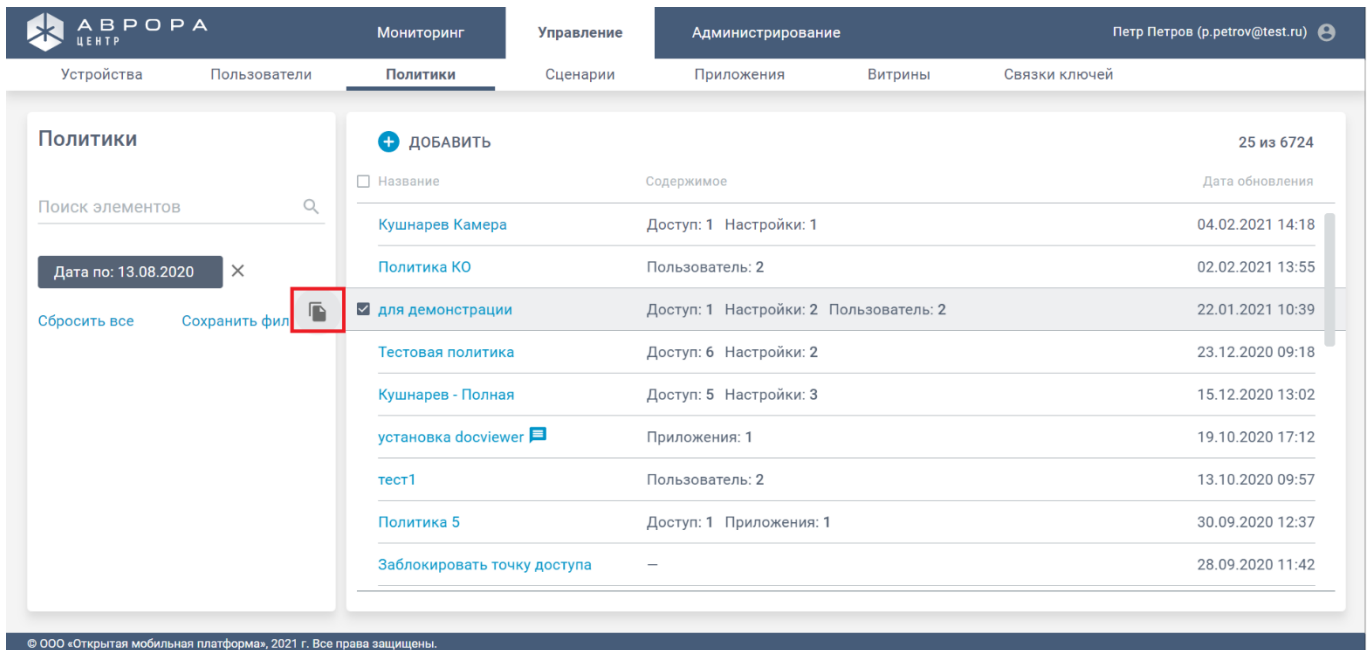 АВРОРА
ЦЕНТР
Мониторинг Управление Администрирование Петр Петров (p.petrov@test.ru)
Устройства Пользователи Политики Сценарии Приложения Витрины Связки ключей
Политики
Поиск элементов
Дата по: 13.08.2020
Сбросить все Сохранить фил
ДОБАВИТЬ 25 из 6724
Название Содержимое Дата обновления
Кушнарев Камера Доступ: 1 Настройки: 1 04.02.2021 14:18
Политика КО Пользователь: 2 02.02.2021 13:55
для демонстрации Доступ: 1 Настройки: 2 Пользователь: 2 22.01.2021 10:39
Тестовая политика Доступ: 6 Настройки: 2 23.12.2020 09:18
Кушнарев - Полная Доступ: 5 Настройки: 3 15.12.2020 13:02
установка docviewer Приложения: 1 19.10.2020 17:12
тест1 Пользователь: 2 13.10.2020 09:57
Политика 5 Доступ: 1 Приложения: 1 30.09.2020 12:37
Заблокировать точку доступа — 28.09.2020 11:42
© ООО «Открытая мобильная платформа», 2021 г. Все права защищены.